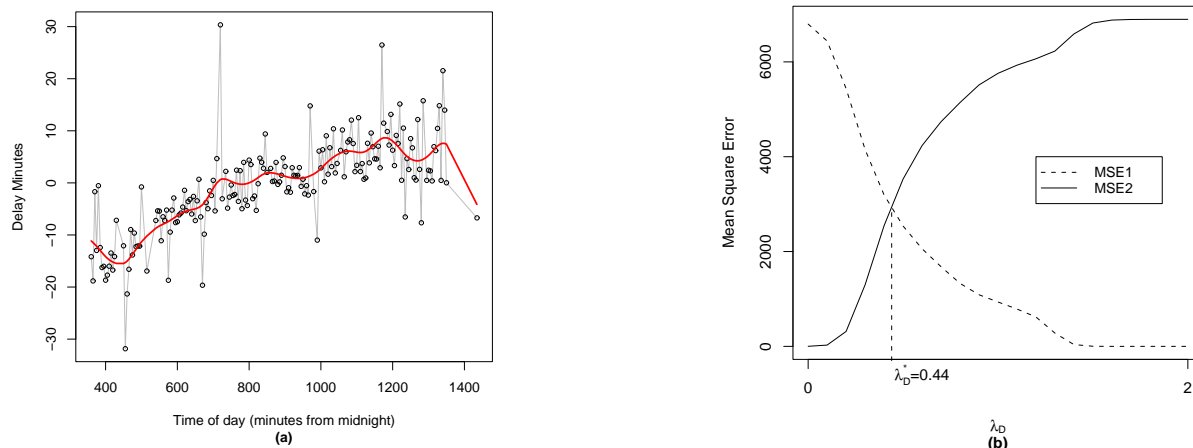 30
20
10
0
−10
−20
−30
Delay Minutes
400
600
800
1000
1200
1400
Time of day (minutes from midnight)
(a)
6000
4000
2000
0
Mean Square Error
MSE1
MSE2
λ*D=0.44
0
2
λD
(b)